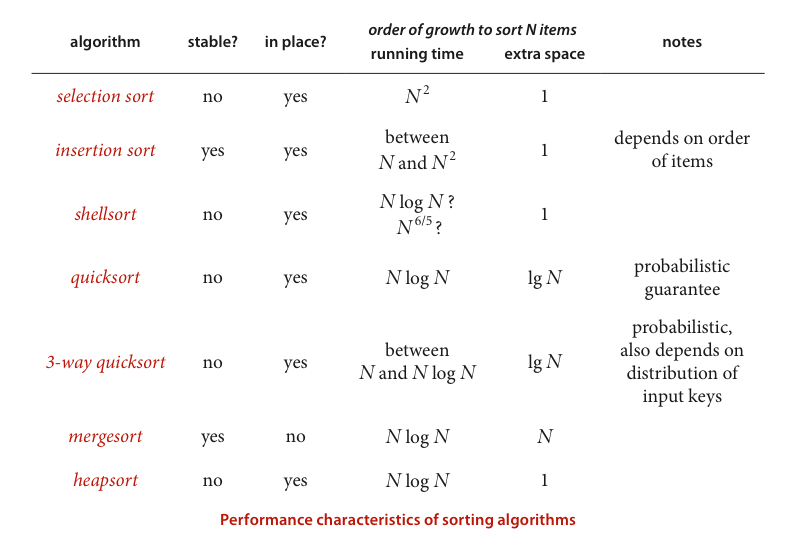 order of growth to sort N items
algorithm stable? in place? running time extra space notes
selection sort no yes N² 1
insertion sort yes yes between N and N² 1 depends on order of items
shellsort no yes N log N ? N^6/5 ? 1
quicksort no yes N log N lg N probabilistic guarantee
3-way quicksort no yes between N and N log N lg N probabilistic, also depends on distribution of input keys
mergesort yes no N log N N
heapsort no yes N log N 1
Performance characteristics of sorting algorithms